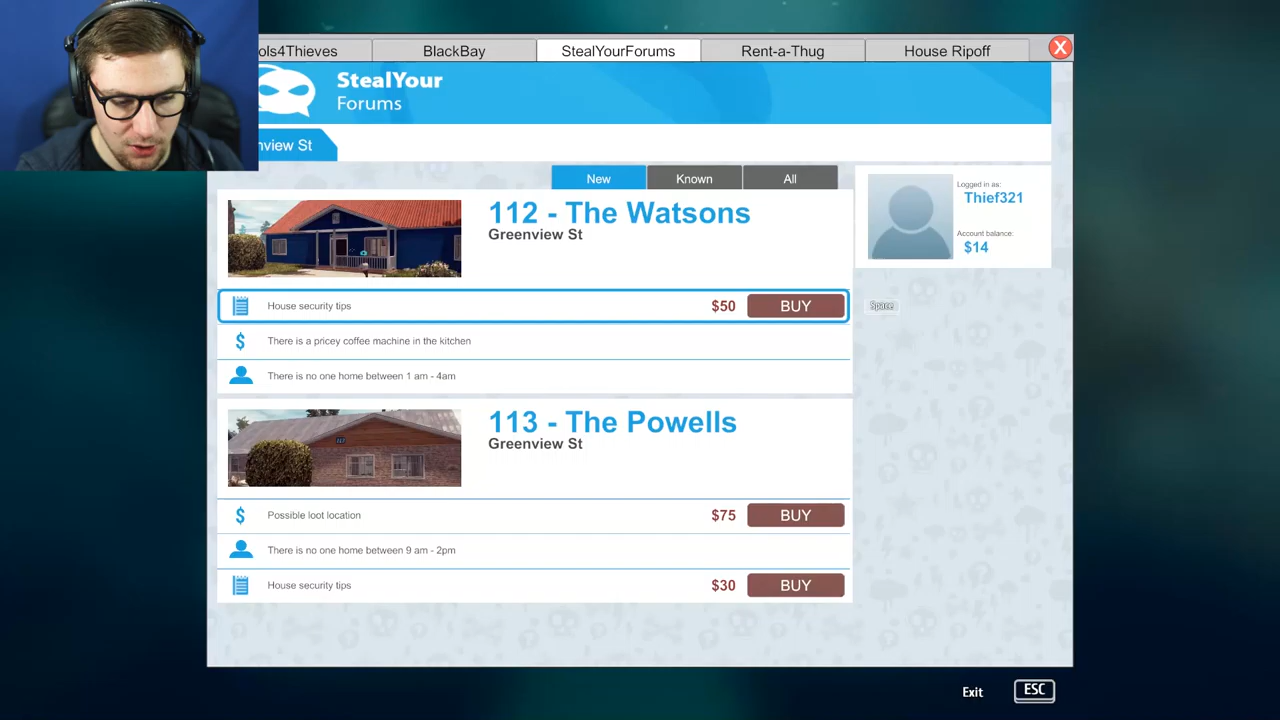 ols4Thieves
BlackBay
StealYourForums
Rent-a-Thug
House Ripoff
X
StealYour
Forums
nview St
New
Known
All
Logged in as:
Thief321
Account balance:
$14
112 - The Watsons
Greenview St
House security tips
$50
BUY
Space
$
There is a pricey coffee machine in the kitchen
There is no one home between 1 am - 4am
113 - The Powells
Greenview St
$
Possible loot location
$75
BUY
There is no one home between 9 am - 2pm
House security tips
$30
BUY
Exit
ESC